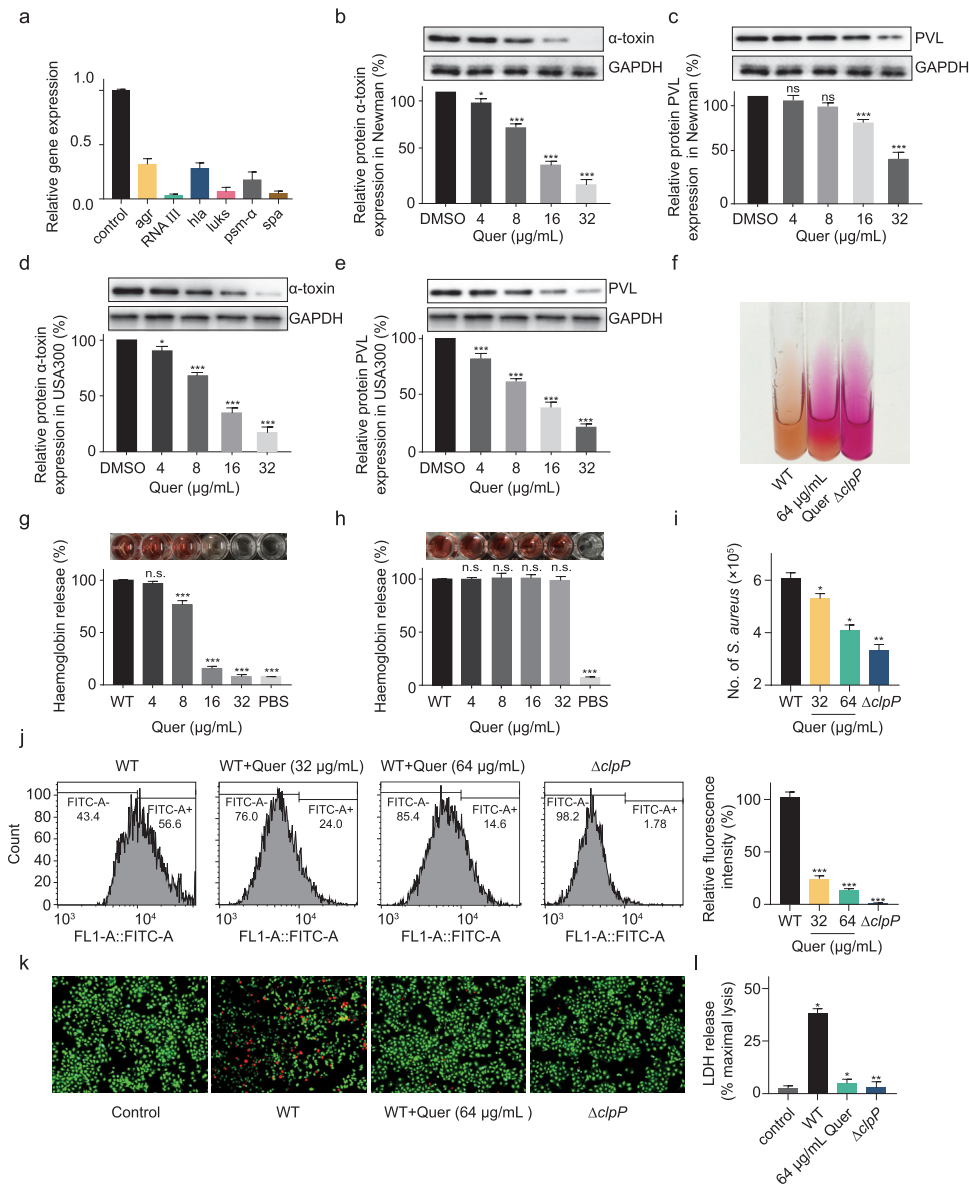 a
Relative gene expression
1.0
0.5
0.0
control
agr
RNA III
hla
luks
psm-α
spa
b
α-toxin
GAPDH
Relative protein α-toxin
expression in Newman (%)
100
50
0
DMSO 4 8 16 32
Quer (µg/mL)
* *** *** ***
c
PVL
GAPDH
Relative protein PVL
expression in Newman (%)
100
50
0
ns ns *** ***
DMSO 4 8 16 32
Quer (µg/mL)
d
α-toxin
GAPDH
Relative protein α-toxin
expression in USA300 (%)
100
50
0
* *** *** ***
DMSO 4 8 16 32
Quer (µg/mL)
e
PVL
GAPDH
Relative protein PVL
expression in USA300 (%)
100
50
0
*** *** *** ***
DMSO 4 8 16 32
Quer (µg/mL)
f
WT
64 µg/mL
Quer
ΔclpP
g
Haemoglobin relesae (%)
100
50
0
n.s. *** *** *** ***
WT 4 8 16 32 PBS
Quer (µg/mL)
h
Haemoglobin relesae (%)
100
50
0
n.s. n.s. n.s. n.s. ***
WT 4 8 16 32 PBS
Quer (µg/mL)
i
No. of S. aureus (×10⁵)
6
4
2
* * **
WT 32 64 ΔclpP
Quer (µg/mL)
j
WT
WT+Quer (32 µg/mL)
WT+Quer (64 µg/mL)
ΔclpP
Count
100
80
60
40
20
0
FITC-A-
43.4
FITC-A+
56.6
FITC-A-
76.0
FITC-A+
24.0
FITC-A-
85.4
FITC-A+
14.6
FITC-A-
98.2
FITC-A+
1.78
10³ 10⁴ 10³ 10⁴ 10³ 10⁴ 10³ 10⁴
FL1-A::FITC-A FL1-A::FITC-A FL1-A::FITC-A FL1-A::FITC-A
Relative fluorescence
intensity (%)
100
50
0
*** *** ***
WT 32 64 ΔclpP
Quer (µg/mL)
k
Control
WT
WT+Quer (64 µg/mL )
ΔclpP
l
LDH release
(% maximal lysis)
50
25
0
* * **
control
WT
64 µg/mL Quer
ΔclpP